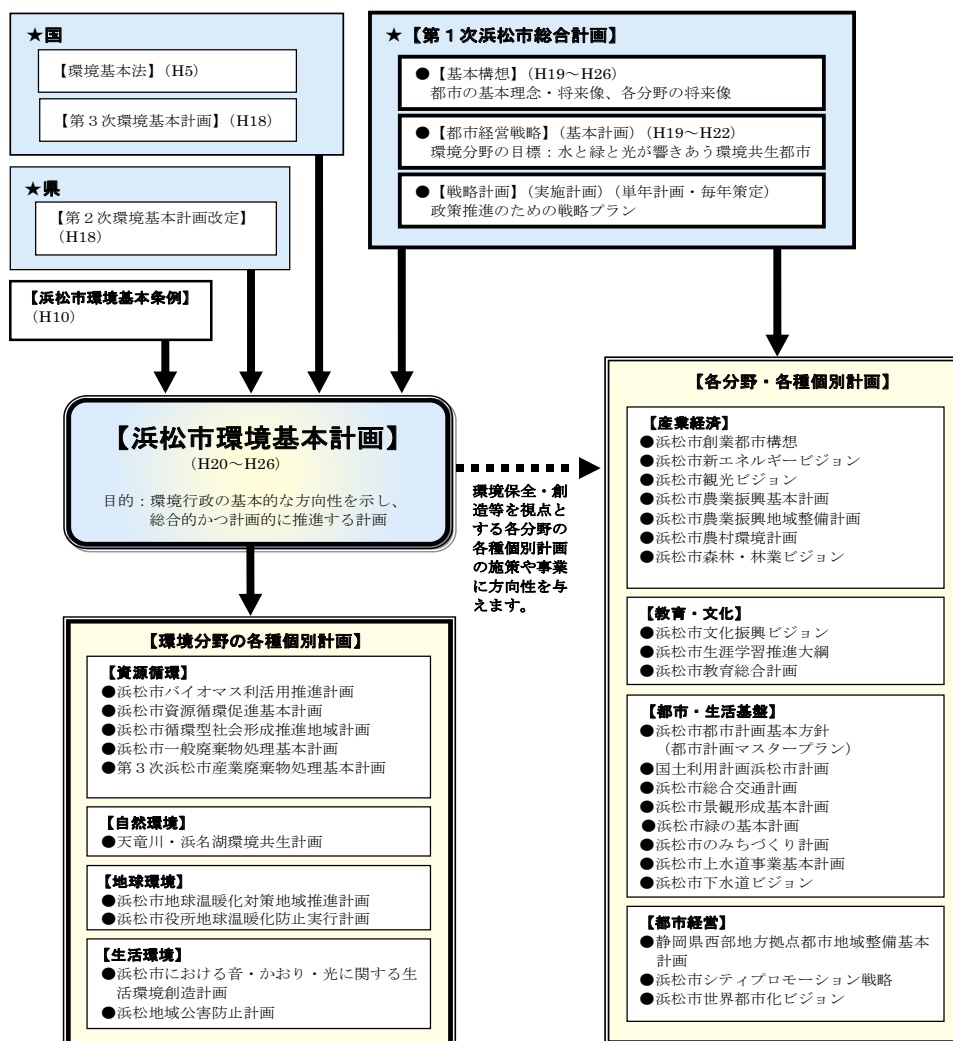 ★国
【環境基本法】(H5)
【第3次環境基本計画】(H18)
★県
【第2次環境基本計画改定】
(H18)
【浜松市環境基本条例】
(H10)
★【第1次浜松市総合計画】
●【基本構想】(H19～H26)
都市の基本理念・将来像、各分野の将来像
●【都市経営戦略】(基本計画)(H19～H22)
環境分野の目標：水と緑と光が響きあう環境共生都市
●【戦略計画】(実施計画)(単年計画・毎年策定)
政策推進のための戦略プラン
【浜松市環境基本計画】
(H20～H26)
目的：環境行政の基本的な方向性を示し、
総合的かつ計画的に推進する計画
環境保全・創
造等を視点と
する各分野の
各種個別計画
の施策や事業
に方向性を与
えます。
【環境分野の各種個別計画】
【資源循環】
●浜松市バイオマス利活用推進計画
●浜松市資源循環促進基本計画
●浜松市循環型社会形成推進地域計画
●浜松市一般廃棄物処理基本計画
●第3次浜松市産業廃棄物処理基本計画
【自然環境】
●天竜川・浜名湖環境共生計画
【地球環境】
●浜松市地球温暖化対策地域推進計画
●浜松市役所地球温暖化防止実行計画
【生活環境】
●浜松市における音・かおり・光に関する生
活環境創造計画
●浜松地域公害防止計画
【各分野・各種個別計画】
【産業経済】
●浜松市創業都市構想
●浜松市新エネルギービジョン
●浜松市観光ビジョン
●浜松市農業振興基本計画
●浜松市農業振興地域整備計画
●浜松市農村環境計画
●浜松市森林・林業ビジョン
【教育・文化】
●浜松市文化振興ビジョン
●浜松市生涯学習推進大綱
●浜松市教育総合計画
【都市・生活基盤】
●浜松市都市計画基本方針
(都市計画マスタープラン)
●国土利用計画浜松市計画
●浜松市総合交通計画
●浜松市景観形成基本計画
●浜松市緑の基本計画
●浜松市のみちづくり計画
●浜松市上水道事業基本計画
●浜松市下水道ビジョン
【都市経営】
●静岡県西部地方拠点都市地域整備基本
計画
●浜松市シティプロモーション戦略
●浜松市世界都市化ビジョン